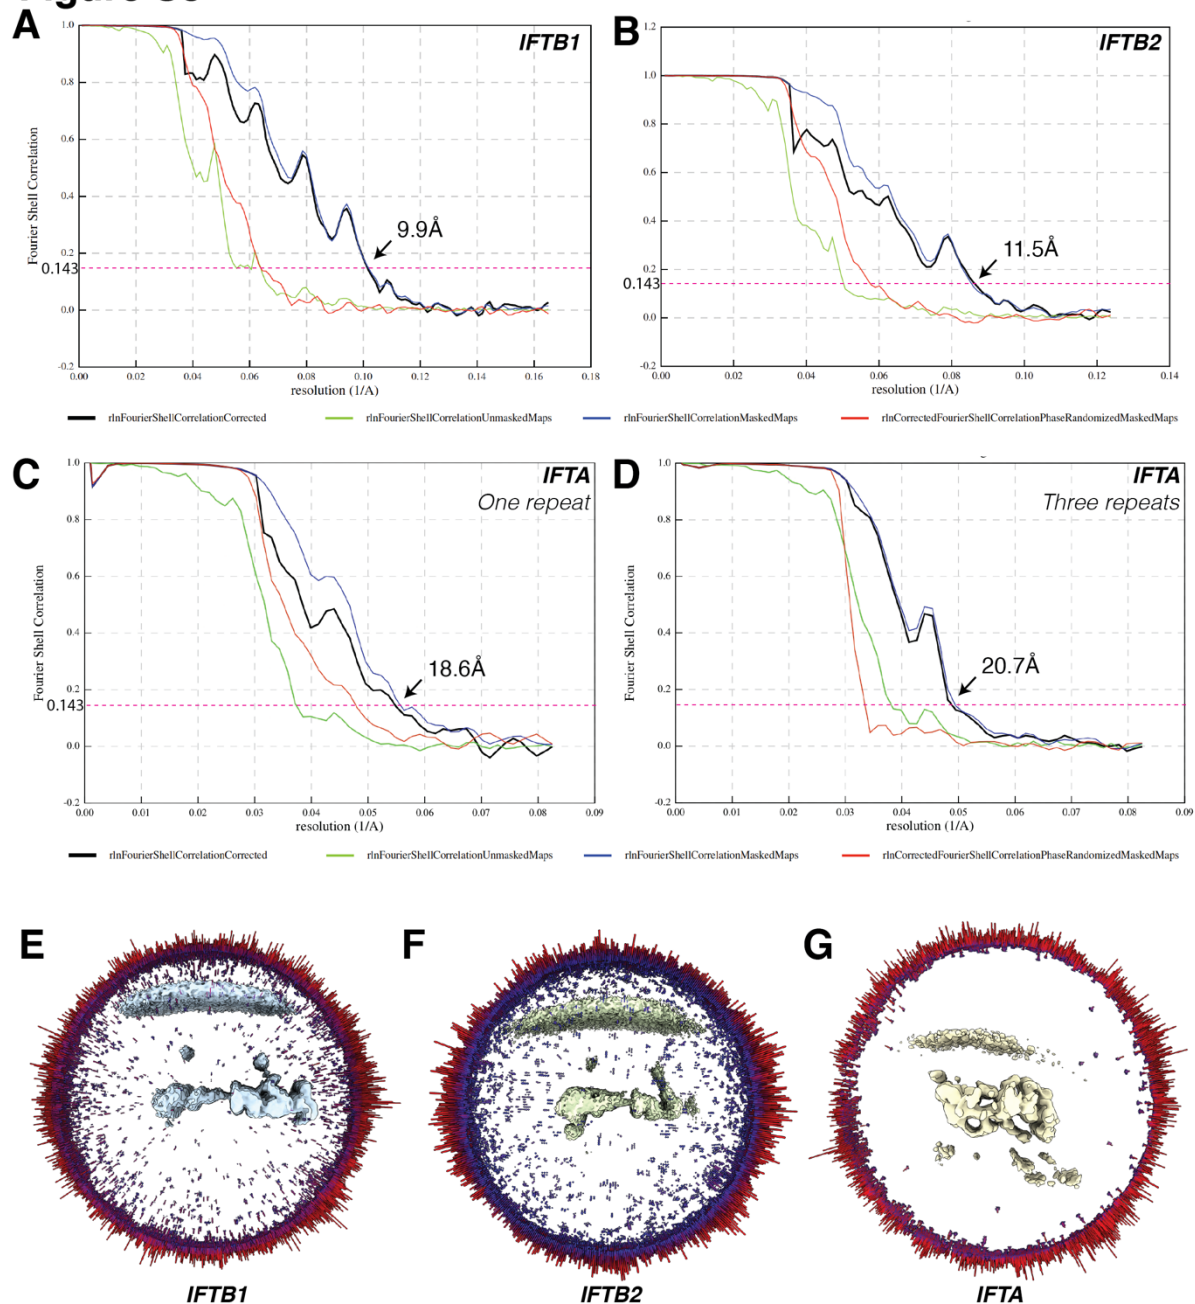 A
IFTB1
1.0
0.8
0.6
0.4
0.2
0.143
0.0
-0.2
Fourier Shell Correlation
9.9Å
0.00 0.02 0.04 0.06 0.08 0.10 0.12 0.14 0.16 0.18
resolution (1/A)
B
IFTB2
1.2
1.0
0.8
0.6
0.4
0.2
0.143
0.0
-0.2
Fourier Shell Correlation
11.5Å
0.00 0.02 0.04 0.06 0.08 0.10 0.12 0.14
resolution (1/A)
rlnFourierShellCorrelationCorrected rlnFourierShellCorrelationUnmaskedMaps rlnFourierShellCorrelationMaskedMaps rlnCorrectedFourierShellCorrelationPhaseRandomizedMaskedMaps
C
IFTA
One repeat
1.0
0.8
0.6
0.4
0.2
0.143
0.0
-0.2
Fourier Shell Correlation
18.6Å
0.00 0.01 0.02 0.03 0.04 0.05 0.06 0.07 0.08 0.09
resolution (1/A)
D
IFTA
Three repeats
1.0
0.8
0.6
0.4
0.2
0.0
-0.2
Fourier Shell Correlation
20.7Å
0.00 0.01 0.02 0.03 0.04 0.05 0.06 0.07 0.08 0.09
resolution (1/A)
rlnFourierShellCorrelationCorrected rlnFourierShellCorrelationUnmaskedMaps rlnFourierShellCorrelationMaskedMaps rlnCorrectedFourierShellCorrelationPhaseRandomizedMaskedMaps
E
IFTB1
F
IFTB2
G
IFTA